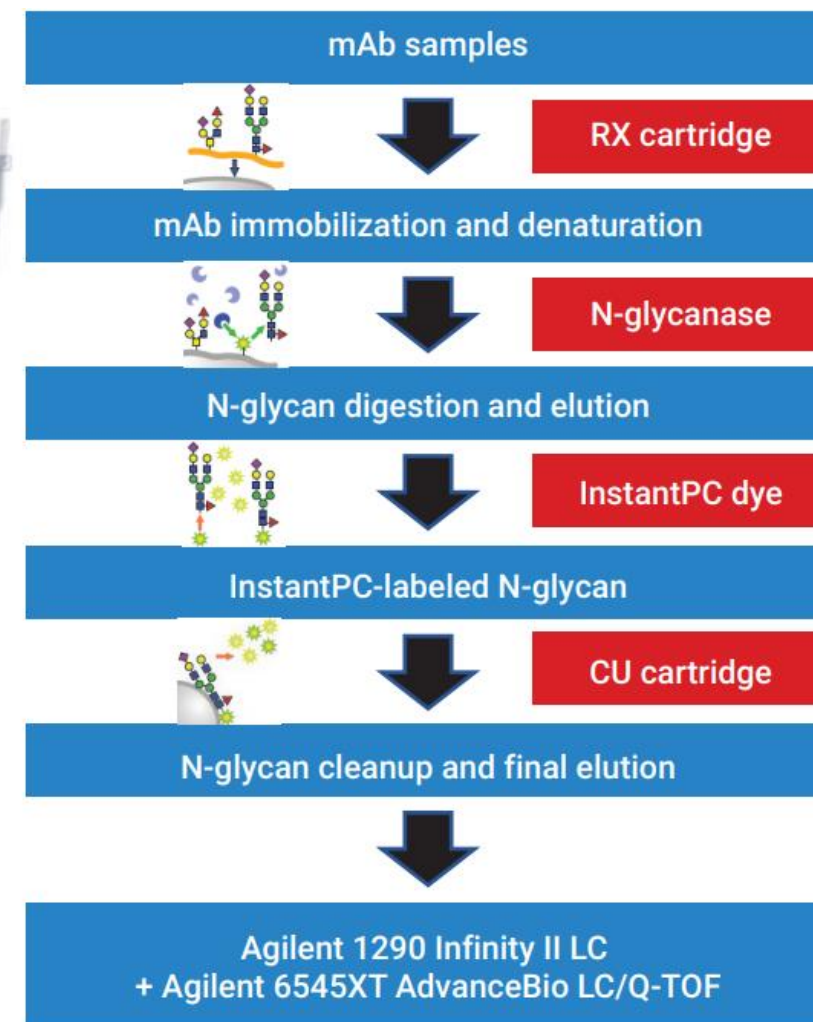 mAb samples
RX cartridge
mAb immobilization and denaturation
N-glycanase
N-glycan digestion and elution
InstantPC dye
InstantPC-labeled N-glycan
CU cartridge
N-glycan cleanup and final elution
Agilent 1290 Infinity II LC
+ Agilent 6545XT AdvanceBio LC/Q-TOF